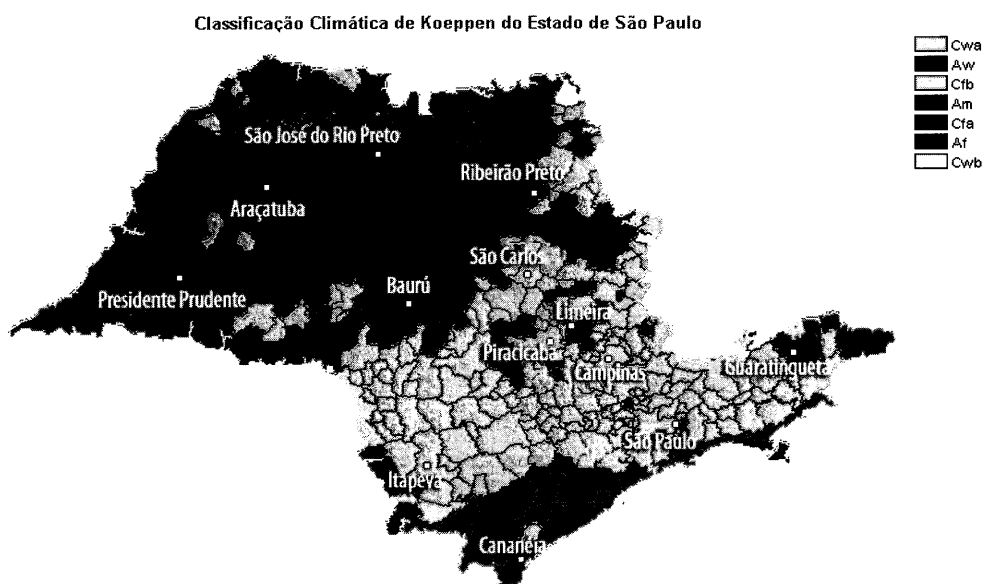 Classificação Climática de Koeppen do Estado de São Paulo
Cwa
Aw
Cfb
Am
Cfa
Af
Cwb
São José do Rio Preto
Ribeirão Preto
Araçatuba
São Carlos
Presidente Prudente
Baurú
Limeira
Piracicaba
Campinas
Guaratinguetá
São Paulo
Itapeva
Cananéia